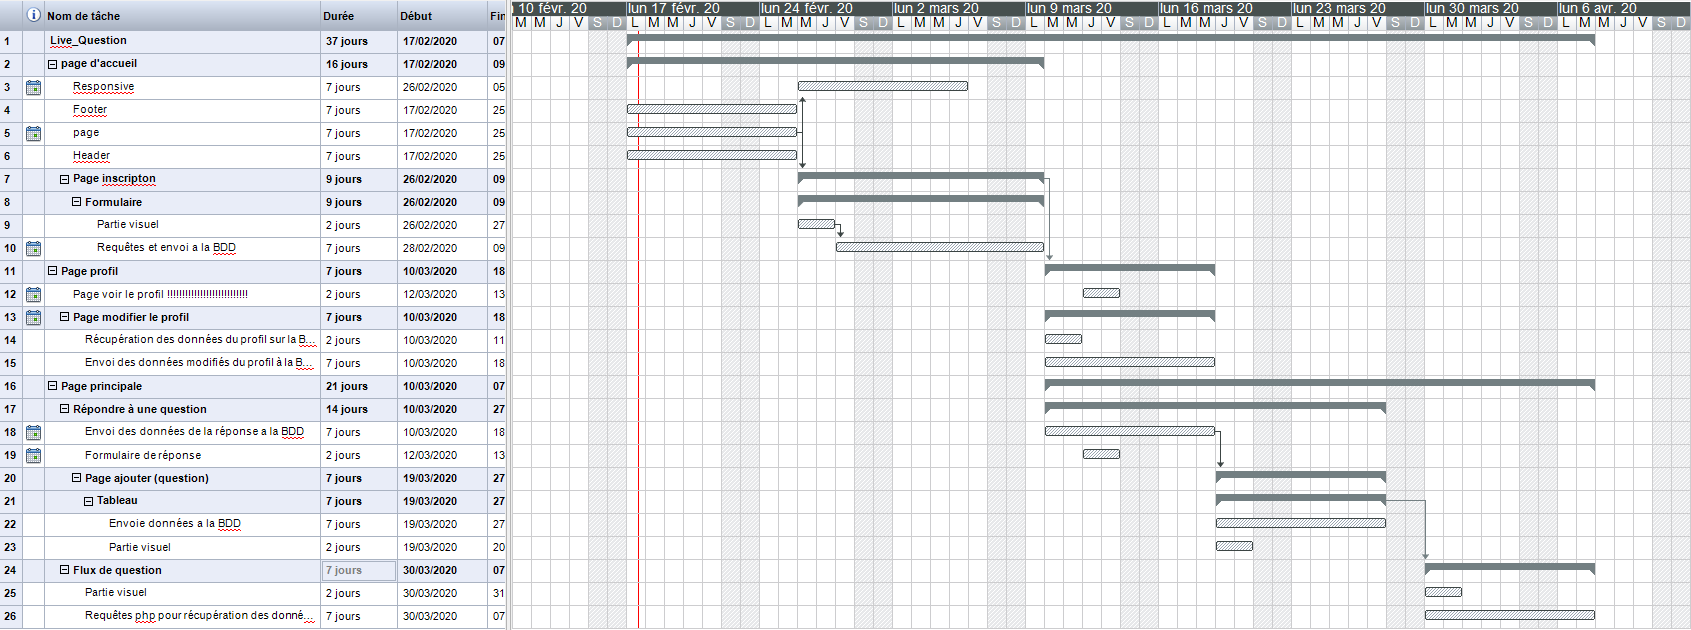 Nom de tâche Durée Début Fin
10 févr. 20 lun 17 févr. 20 lun 24 févr. 20 lun 2 mars 20 lun 9 mars 20 lun 16 mars 20 lun 23 mars 20 lun 30 mars 20 lun 6 avr. 20
M M J V S D L M M J V S D L M M J V S D L M M J V S D L M M J V S D L M M J V S D L M M J V S D L M M J V S D L M M J V S D
1 Live_Question 37 jours 17/02/2020 07
2 page d'accueil 16 jours 17/02/2020 09
3 Responsive 7 jours 26/02/2020 05
4 Footer 7 jours 17/02/2020 25
5 page 7 jours 17/02/2020 25
6 Header 7 jours 17/02/2020 25
7 Page inscripton 9 jours 26/02/2020 09
8 Formulaire 9 jours 26/02/2020 09
9 Partie visuel 2 jours 26/02/2020 27
10 Requêtes et envoi a la BDD 7 jours 28/02/2020 09
11 Page profil 7 jours 10/03/2020 18
12 Page voir le profil !!!!!!!!!!!!!!!!!!!!!!!!!!! 2 jours 12/03/2020 13
13 Page modifier le profil 7 jours 10/03/2020 18
14 Récupération des données du profil sur la B... 2 jours 10/03/2020 11
15 Envoi des données modifiés du profil à la B... 7 jours 10/03/2020 18
16 Page principale 21 jours 10/03/2020 07
17 Répondre à une question 14 jours 10/03/2020 27
18 Envoi des données de la réponse a la BDD 7 jours 10/03/2020 18
19 Formulaire de réponse 2 jours 12/03/2020 13
20 Page ajouter (question) 7 jours 19/03/2020 27
21 Tableau 7 jours 19/03/2020 27
22 Envoie données a la BDD 7 jours 19/03/2020 27
23 Partie visuel 2 jours 19/03/2020 20
24 Flux de question 7 jours 30/03/2020 07
25 Partie visuel 2 jours 30/03/2020 31
26 Requêtes php pour récupération des donné... 7 jours 30/03/2020 07